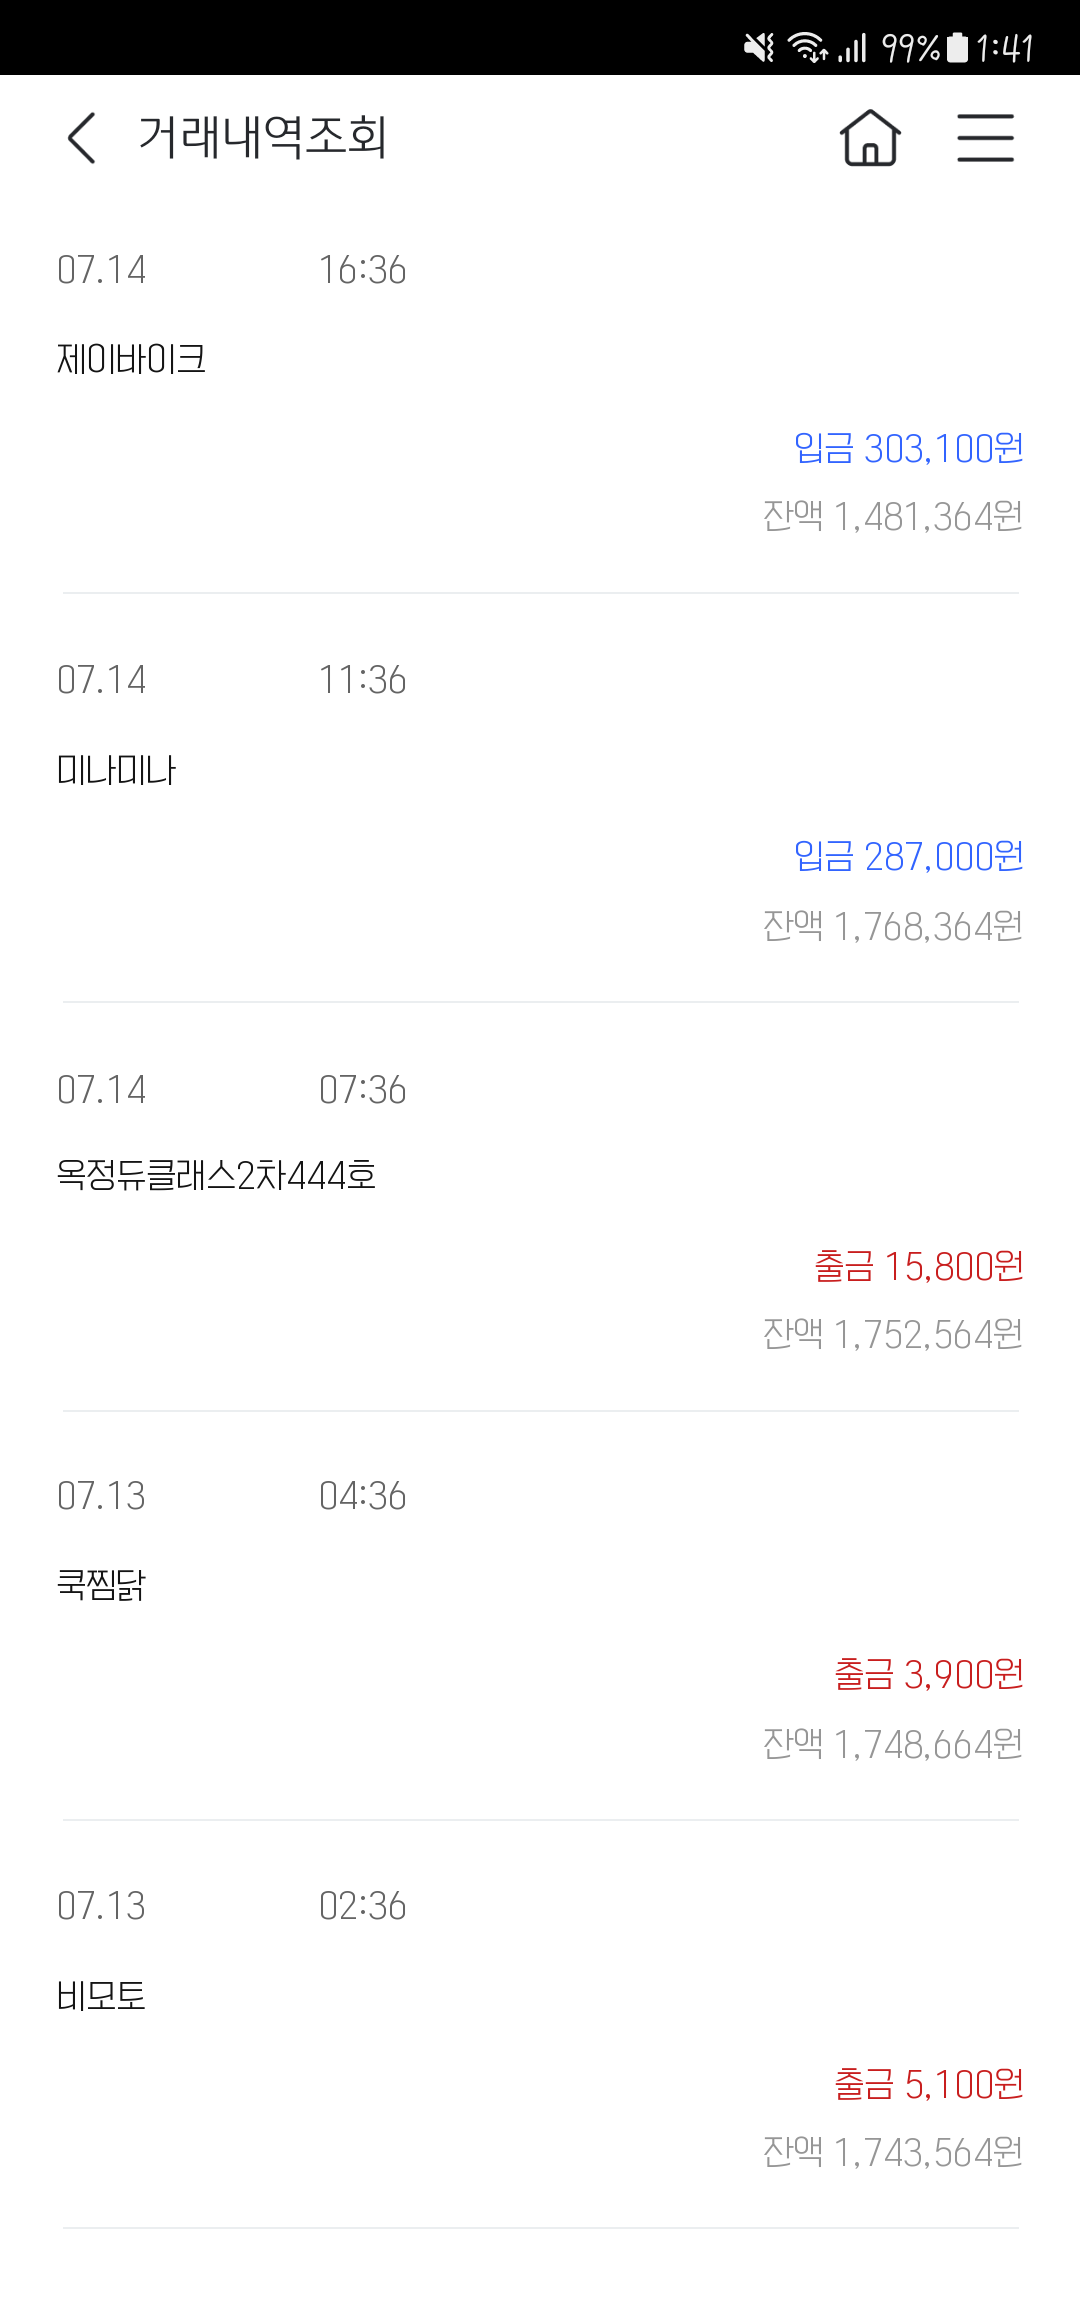 99% 1:41
거래내역조회
07.14 16:36
제이바이크
입금 303,100원
잔액 1,481,364원
07.14 11:36
미나미나
입금 287,000원
잔액 1,768,364원
07.14 07:36
옥정듀클래스2차444호
출금 15,800원
잔액 1,752,564원
07.13 04:36
쿡찜닭
출금 3,900원
잔액 1,748,664원
07.13 02:36
비모토
출금 5,100원
잔액 1,743,564원